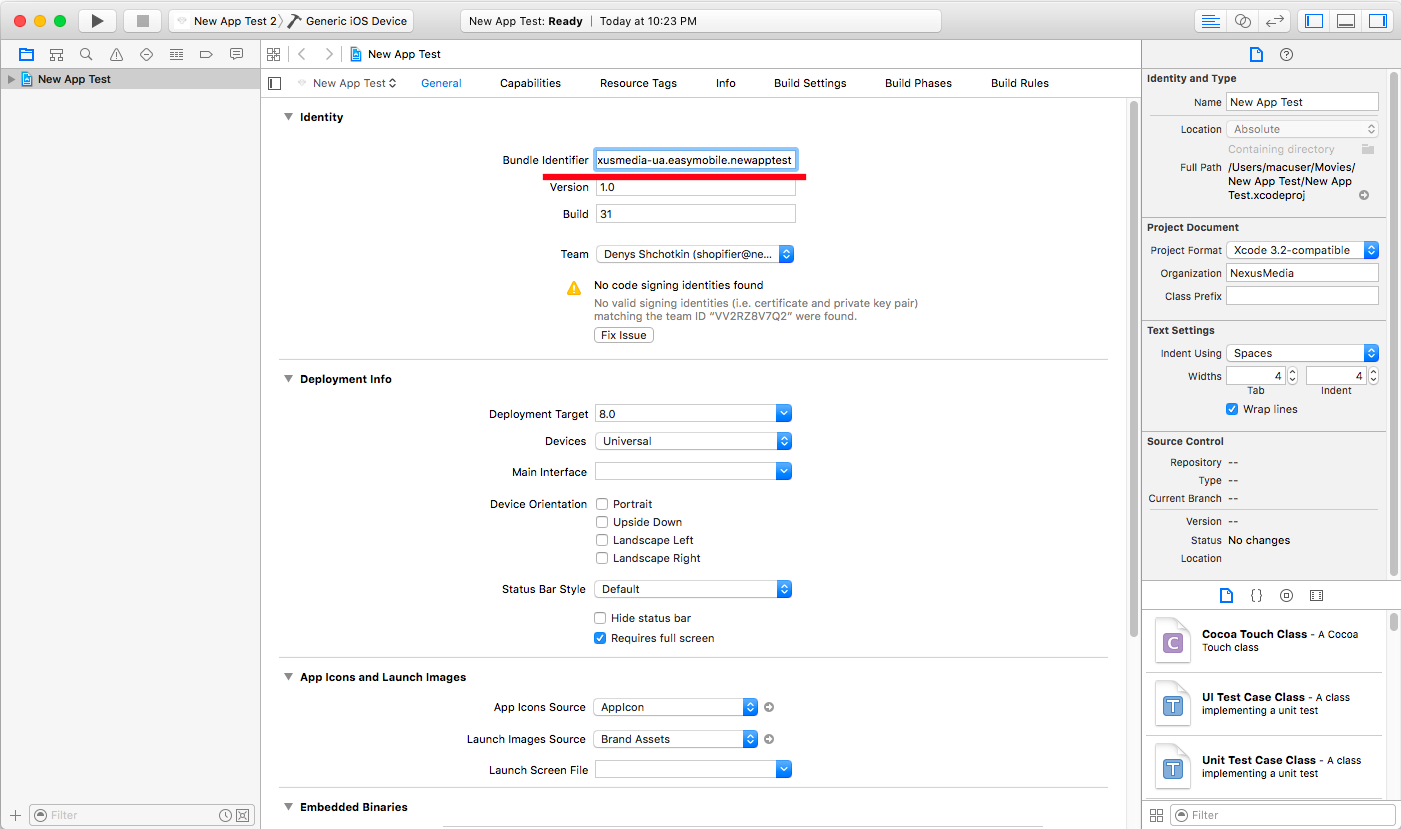 New App Test 2 Generic iOS Device
New App Test: Ready | Today at 10:23 PM
New App Test
New App Test
New App Test
General
Capabilities
Resource Tags
Info
Build Settings
Build Phases
Build Rules
Identity
Bundle Identifier xusmedia-ua.easymobile.newapptest
Version 1.0
Build 31
Team Denys Shchotkin (shopifier@ne...
No code signing identities found
No valid signing identities (i.e. certificate and private key pair)
matching the team ID “VV2RZ8V7Q2” were found.
Fix Issue
Deployment Info
Deployment Target 8.0
Devices Universal
Main Interface
Device Orientation Portrait
Upside Down
Landscape Left
Landscape Right
Status Bar Style Default
Hide status bar
Requires full screen
App Icons and Launch Images
App Icons Source AppIcon
Launch Images Source Brand Assets
Launch Screen File
Embedded Binaries
Filter
Identity and Type
Name New App Test
Location Absolute
Containing directory
Full Path /Users/macuser/Movies/
New App Test/New App
Test.xcodeproj
Project Document
Project Format Xcode 3.2-compatible
Organization NexusMedia
Class Prefix
Text Settings
Indent Using Spaces
Widths 4 4
Tab Indent
Wrap lines
Source Control
Repository --
Type --
Current Branch --
Version --
Status No changes
Location
{}
C
Cocoa Touch Class - A Cocoa
Touch class
T
UI Test Case Class - A class
implementing a unit test
T
Unit Test Case Class - A class
implementing a unit test
Filter